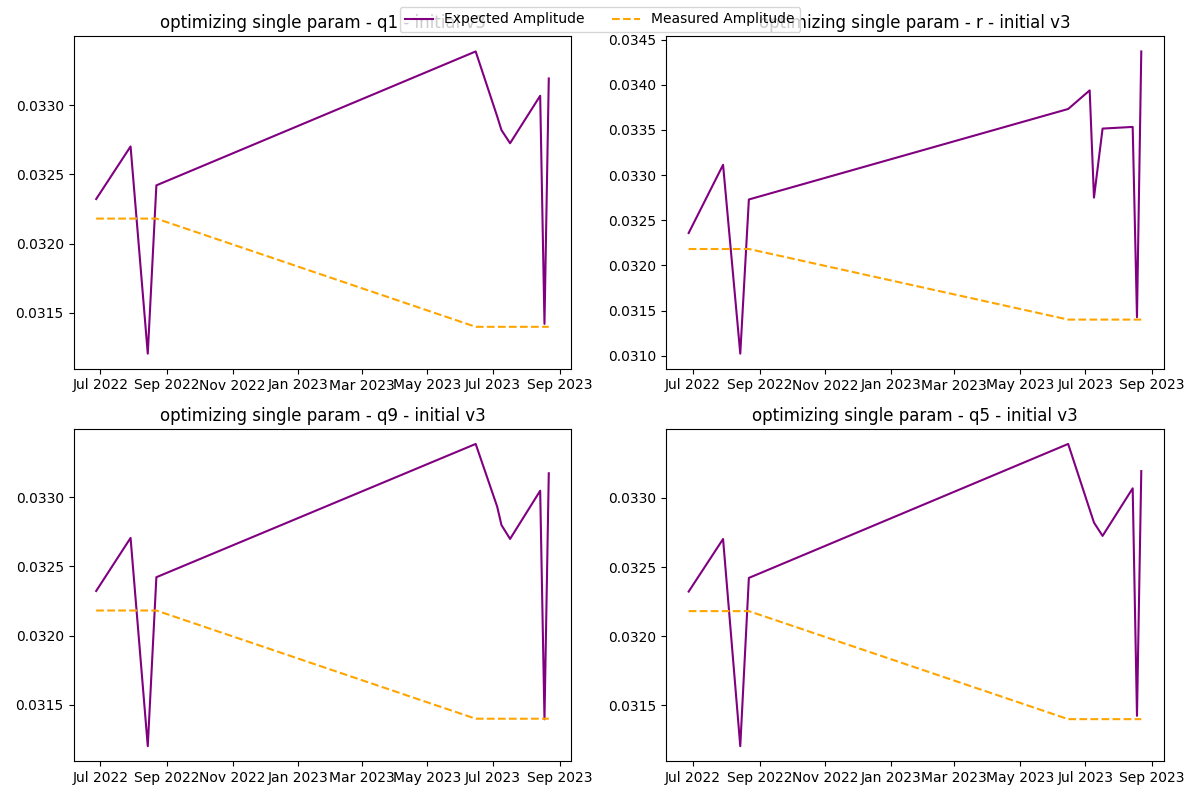 Expected Amplitude Measured Amplitude
optimizing single param - q1 - initial v3
optimizing single param - r - initial v3
0.0330
0.0325
0.0320
0.0315
Jul 2022 Sep 2022 Nov 2022 Jan 2023 Mar 2023 May 2023 Jul 2023 Sep 2023
0.0345
0.0340
0.0335
0.0330
0.0325
0.0320
0.0315
0.0310
Jul 2022 Sep 2022 Nov 2022 Jan 2023 Mar 2023 May 2023 Jul 2023 Sep 2023
optimizing single param - q9 - initial v3
0.0330
0.0325
0.0320
0.0315
Jul 2022 Sep 2022 Nov 2022 Jan 2023 Mar 2023 May 2023 Jul 2023 Sep 2023
optimizing single param - q5 - initial v3
0.0330
0.0325
0.0320
0.0315
Jul 2022 Sep 2022 Nov 2022 Jan 2023 Mar 2023 May 2023 Jul 2023 Sep 2023